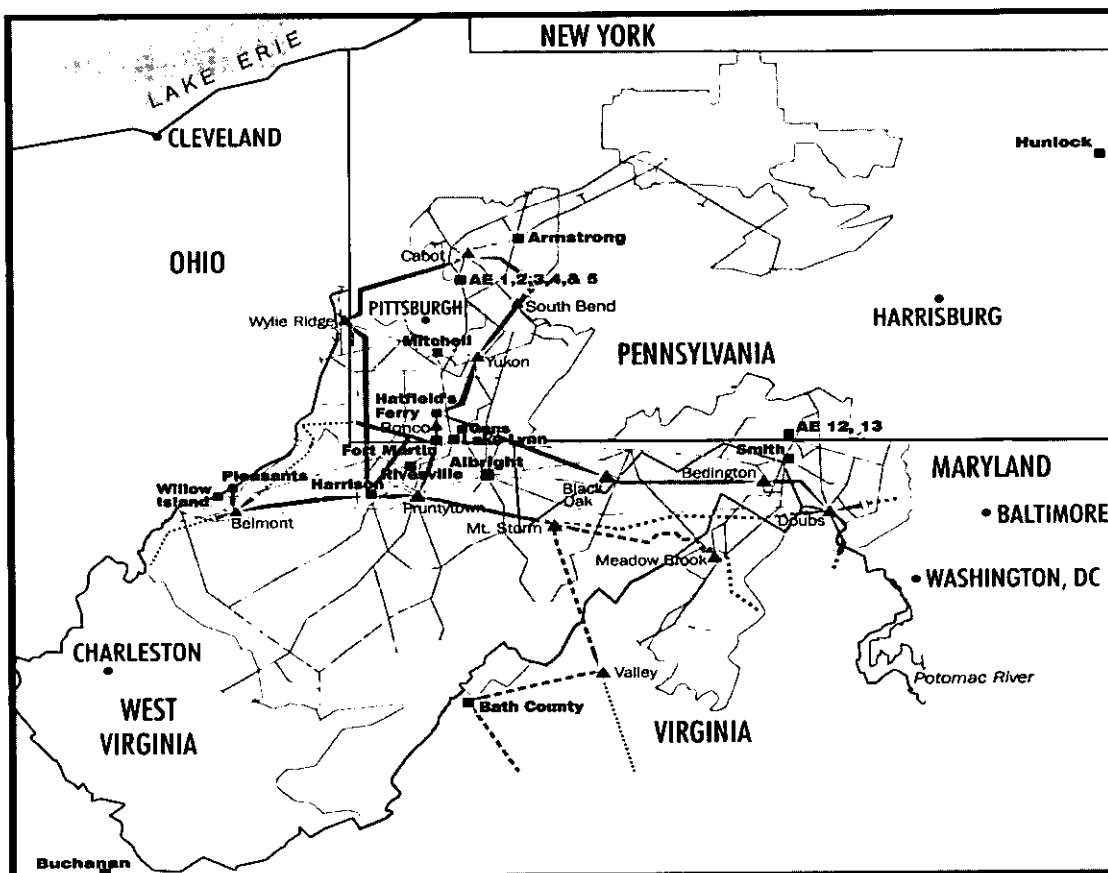 NEW YORK
LAKE ERIE
CLEVELAND
Hunlock
Armstrong
Cabot
OHIO
AE 1,2,3,4,& 5
South Bend
HARRISBURG
Wylie Ridge
PITTSBURGH
Mitchell
Yukon
PENNSYLVANIA
Hatfield's
Ferry
Ronco
Gans
Lake Lynn
AE 12, 13
Fort Martin
Rivesville
Albright
Smith
MARYLAND
Pleasants
Willow
Island
Harrison
Pruntytown
Black
Oak
Bedington
Belmont
Mt. Storm
Doubs
BALTIMORE
Meadow Brook
WASHINGTON, DC
CHARLESTON
Valley
Potomac River
WEST
VIRGINIA
Bath County
VIRGINIA
Buchanan